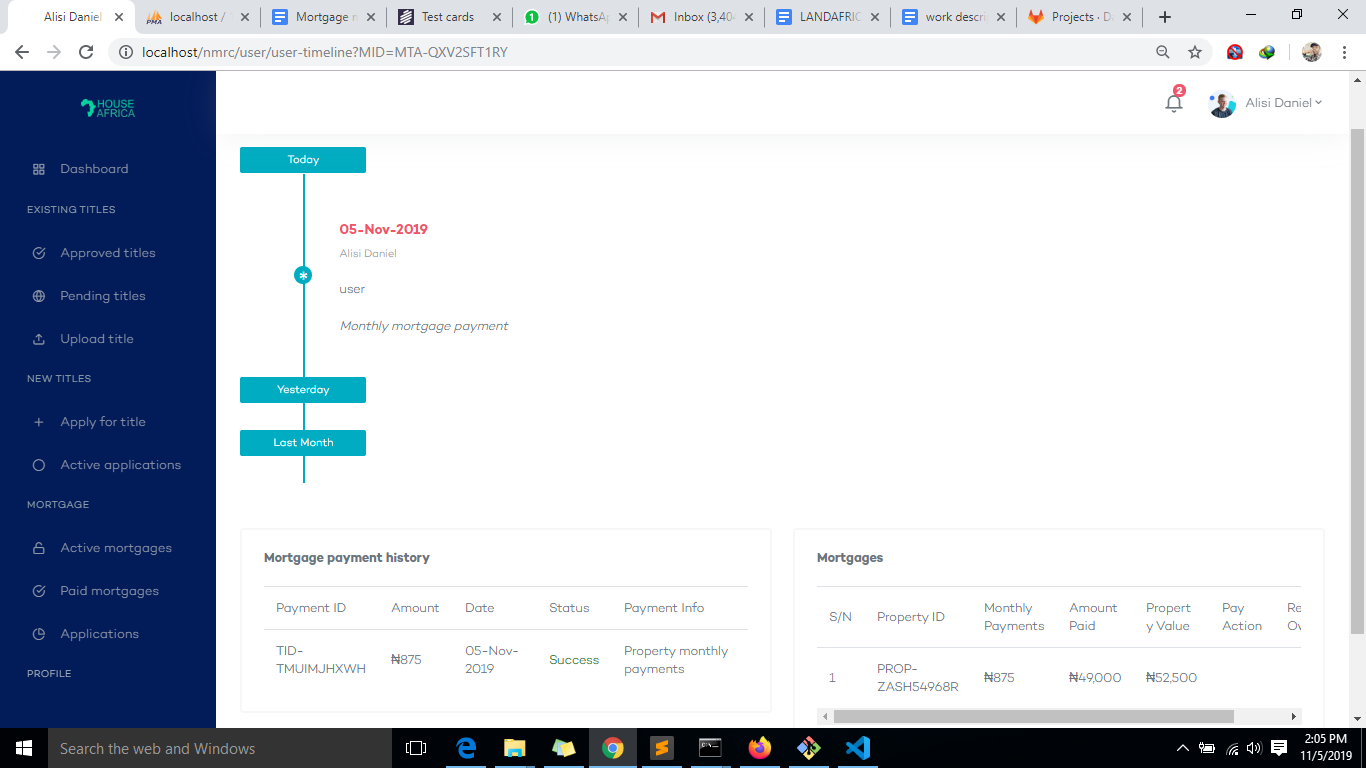 Alisi Daniel
localhost /
Mortgage
Test cards
(1) WhatsAp
Inbox (3,40
LANDAFRIC
work descri
Projects · D
localhost/nmrc/user/user-timeline?MID=MTA-QXV2SFT1RY
HOUSE
AFRICA
2
Alisi Daniel
Dashboard
EXISTING TITLES
Approved titles
Pending titles
Upload title
NEW TITLES
Apply for title
Active applications
MORTGAGE
Active mortgages
Paid mortgages
Applications
PROFILE
Today
05-Nov-2019
Alisi Daniel
user
Monthly mortgage payment
Yesterday
Last Month
Mortgage payment history
Payment ID Amount Date Status Payment Info
TID-
TMUIMJHXWH
₦875
05-Nov-
2019
Success
Property monthly
payments
Mortgages
S/N
Property ID
Monthly
Payments
Amount
Paid
Propert
y Value
Pay
Action
Re
Ov
1
PROP-
ZASH54968R
₦875
₦49,000
₦52,500
Search the web and Windows
2:05 PM
11/5/2019